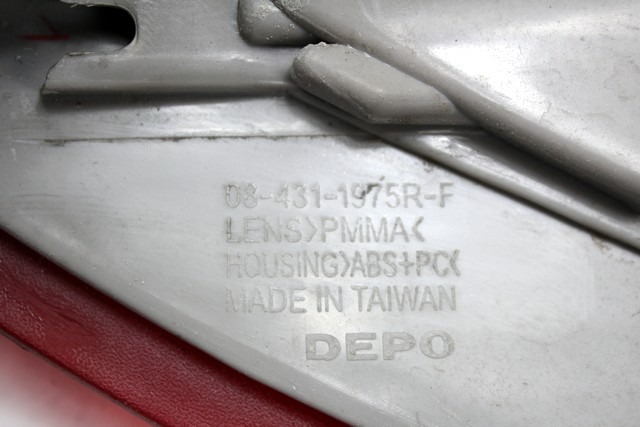 08-431-1975R-F
LENS>PMMA<
HOUSING>ABS+PC<
MADE IN TAIWAN
DEPO